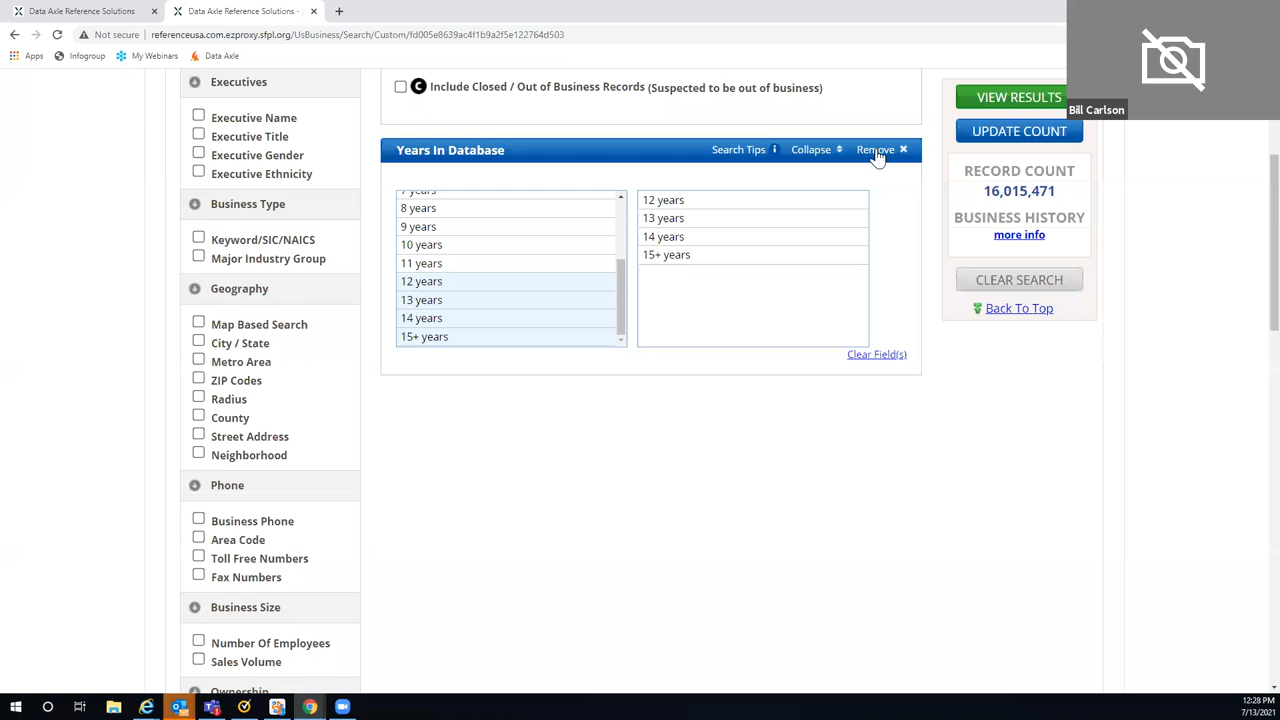 Data Axle Reference Solutions
Data Axle Reference Solutions -
Not secure
referenceusa.com.ezproxy.sfpl.org/UsBusiness/Search/Custom/fd005e8639ac4f1b9a2f5e122764d503
Apps
Infogroup
My Webinars
Data Axle
Bill Carlson
Executives
Executive Name
Executive Title
Executive Gender
Executive Ethnicity
Business Type
Keyword/SIC/NAICS
Major Industry Group
Geography
Map Based Search
City / State
Metro Area
ZIP Codes
Radius
County
Street Address
Neighborhood
Phone
Business Phone
Area Code
Toll Free Numbers
Fax Numbers
Business Size
Number Of Employees
Sales Volume
Ownership
C Include Closed / Out of Business Records (Suspected to be out of business)
Years In Database
Search Tips i
Collapse
Remove
7 years
8 years
9 years
10 years
11 years
12 years
13 years
14 years
15+ years
12 years
13 years
14 years
15+ years
Clear Field(s)
VIEW RESULTS
UPDATE COUNT
RECORD COUNT
16,015,471
BUSINESS HISTORY
more info
CLEAR SEARCH
Back To Top
12:28 PM
7/13/2021